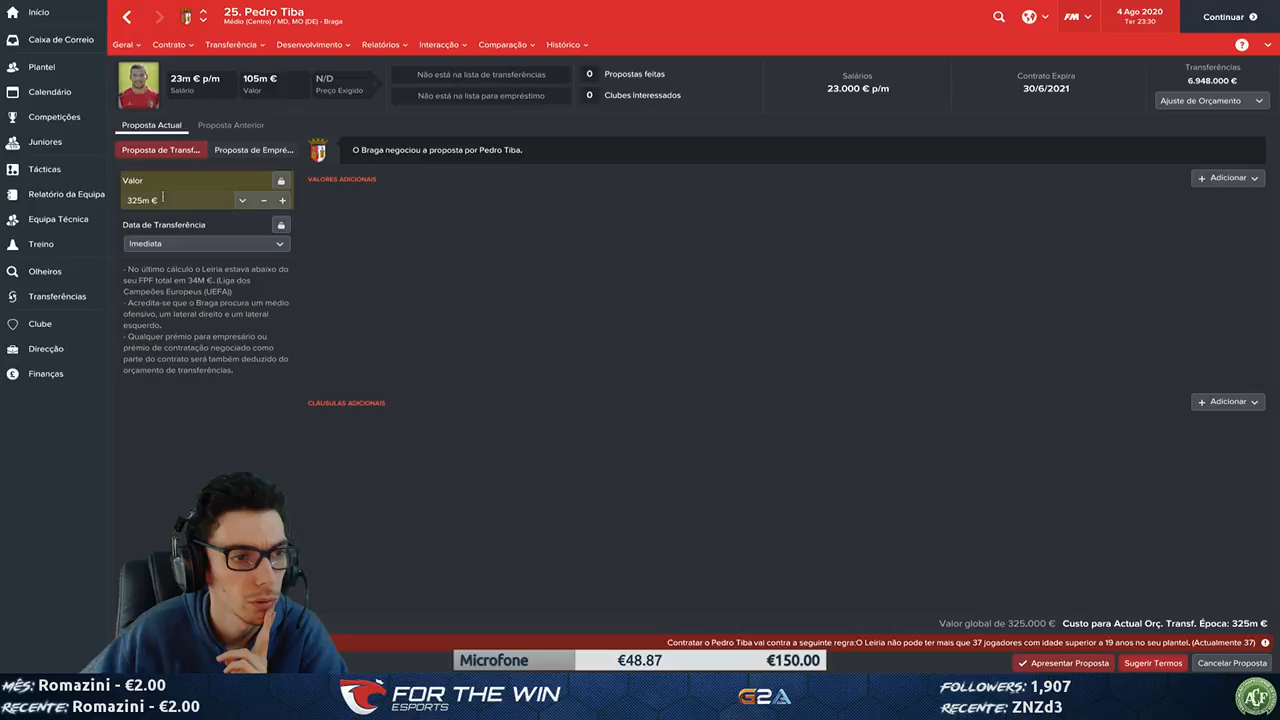 Início
Caixa de Correio
Plantel
Calendário
Competições
Juniores
Tácticas
Relatório da Equipa
Equipa Técnica
Treino
Olheiros
Transferências
Clube
Direcção
Finanças
25. Pedro Tiba
Médio (Centro) / MD, MO (DE) - Braga
FM
4 Ago 2020
Ter 23:30
Continuar
Geral
Contrato
Transferência
Desenvolvimento
Relatórios
Interacção
Comparação
Histórico
?
23m € p/m
Salário
105m €
Valor
N/D
Preço Exigido
Não está na lista de transferências
Não está na lista para empréstimo
0 Propostas feitas
0 Clubes Interessados
Salários
23.000 € p/m
Contrato Expira
30/6/2021
Transferências
6.948.000 €
Ajuste de Orçamento
Proposta Actual
Proposta Anterior
Proposta de Transf...
Proposta de Empré...
O Braga negociou a proposta por Pedro Tiba.
Valor
325m €
Data de Transferência
Imediata
- No último cálculo o Leiria estava abaixo do
seu FPF total em 34M €. (Liga dos
Campeões Europeus (UEFA))
- Acredita-se que o Braga procura um médio
ofensivo, um lateral direito e um lateral
esquerdo.
- Qualquer prémio para empresário ou
prémio de contratação negociado como
parte do contrato será também deduzido do
orçamento de transferências.
VALORES ADICIONAIS
+ Adicionar
CLÁUSULAS ADICIONAIS
+ Adicionar
Valor global de 325.000 € Custo para Actual Orç. Transf. Época: 325m €
Contratar o Pedro Tiba vai contra a seguinte regra:O Leiria não pode ter mais que 37 jogadores com idade superior a 19 anos no seu plantel. (Actualmente 37)
Apresentar Proposta
Sugerir Termos
Cancelar Proposta
Microfone €48.87 €150.00
MÊS: Romazini - €2.00
RECENTE: Romazini - €2.00
FOR THE WIN
ESPORTS
G2A
FOLLOWERS: 1,907
RECENTE: ZNZd3
ACF